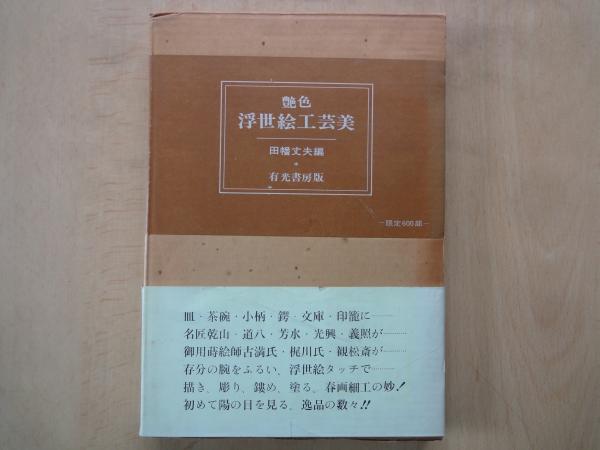 艶色
浮世絵工芸美
田幡丈夫編
*
有光書房版
―限定600部―
皿・茶碗・小柄・鍔・文庫・印籠に……
名匠乾山・道八・芳水・光興・義照が……
御用蒔絵師古満氏・梶川氏・観松斎が……
存分の腕をふるい、浮世絵タッチで……
描き、彫り、鏤め、塗る。春画細工の妙！
初めて陽の目を見る、逸品の数々!!